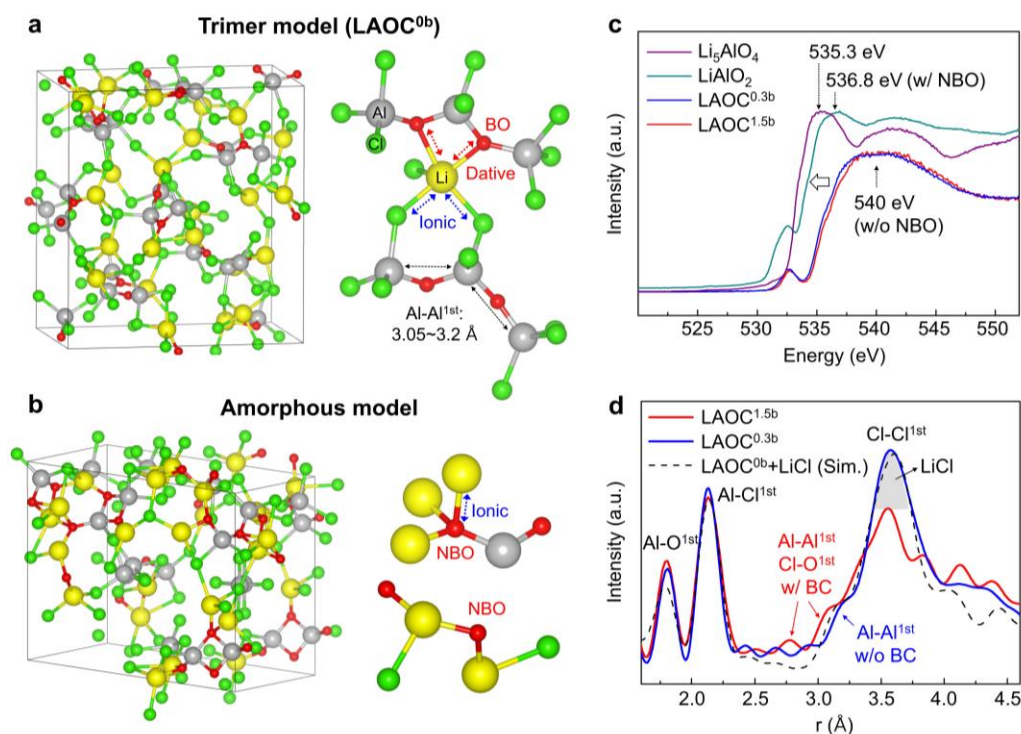 a
Trimer model (LAOC⁰ᵇ)
Al
Cl
BO
Li
Dative
Ionic
Al-Al¹ˢᵗ:
3.05~3.2 Å
b
Amorphous model
Ionic
NBO
NBO
c
Li₅AlO₄
LiAlO₂
LAOC⁰·³ᵇ
LAOC¹·⁵ᵇ
535.3 eV
536.8 eV (w/ NBO)
540 eV
(w/o NBO)
Intensity (a.u.)
525 530 535 540 545 550
Energy (eV)
d
LAOC¹·⁵ᵇ
LAOC⁰·³ᵇ
LAOC⁰ᵇ+LiCl (Sim.)
Cl-Cl¹ˢᵗ
LiCl
Al-Cl¹ˢᵗ
Al-O¹ˢᵗ
Al-Al¹ˢᵗ
Cl-O¹ˢᵗ
w/ BC
Al-Al¹ˢᵗ
w/o BC
Intensity (a.u.)
2.0 2.5 3.0 3.5 4.0 4.5
r (Å)